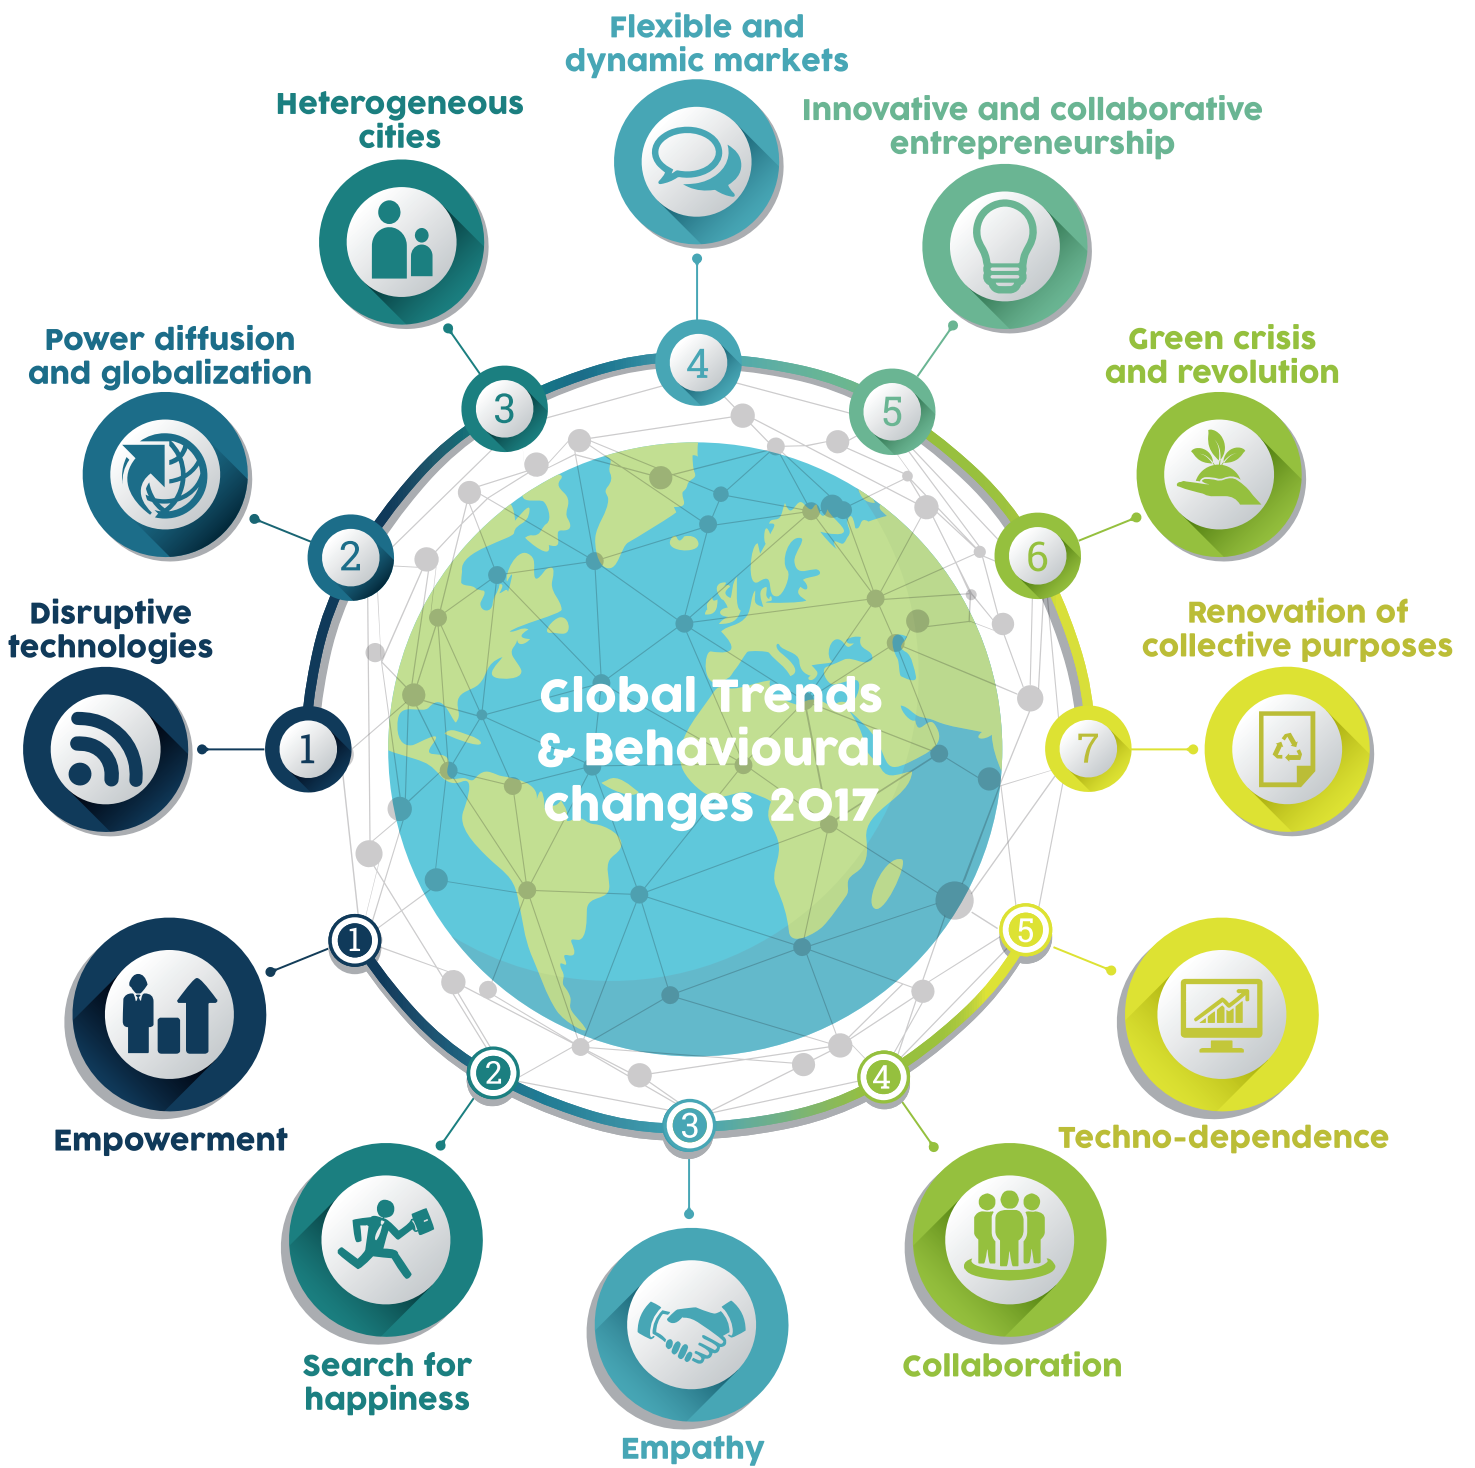 Flexible and
dynamic markets
Heterogeneous
cities
Innovative and collaborative
entrepreneurship
Power diffusion
and globalization
Green crisis
and revolution
Disruptive
technologies
Renovation of
collective purposes
4
3
5
2
6
1
7
Global Trends
& Behavioural
changes 2017
1
5
2
4
3
Empowerment
Techno-dependence
Search for
happiness
Collaboration
Empathy